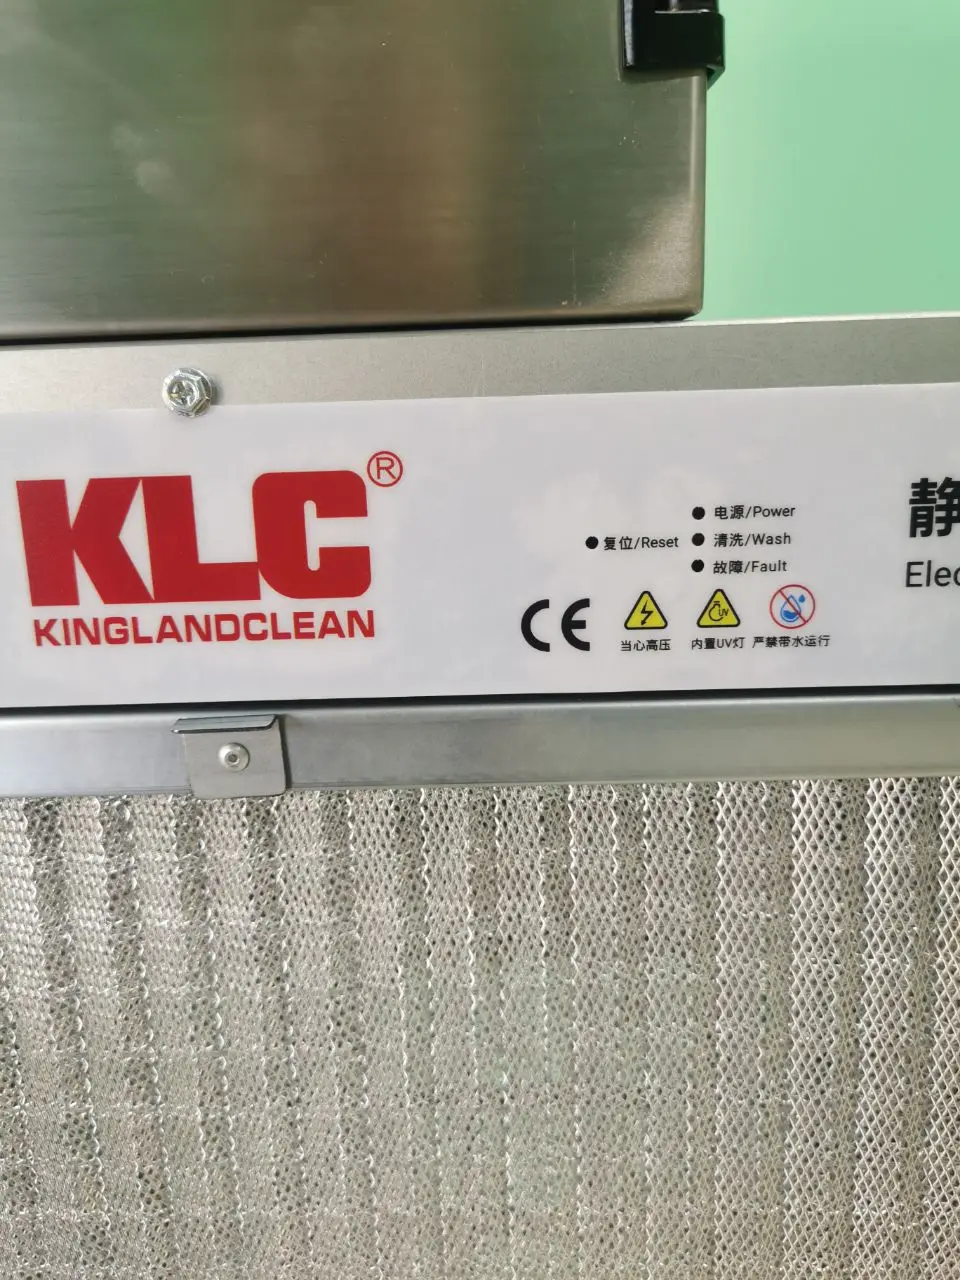 KLC®
KINGLANDCLEAN
电源/Power
复位/Reset
清洗/Wash
故障/Fault
CE
UV
当心高压
内置UV灯
严禁带水运行
静
Elec